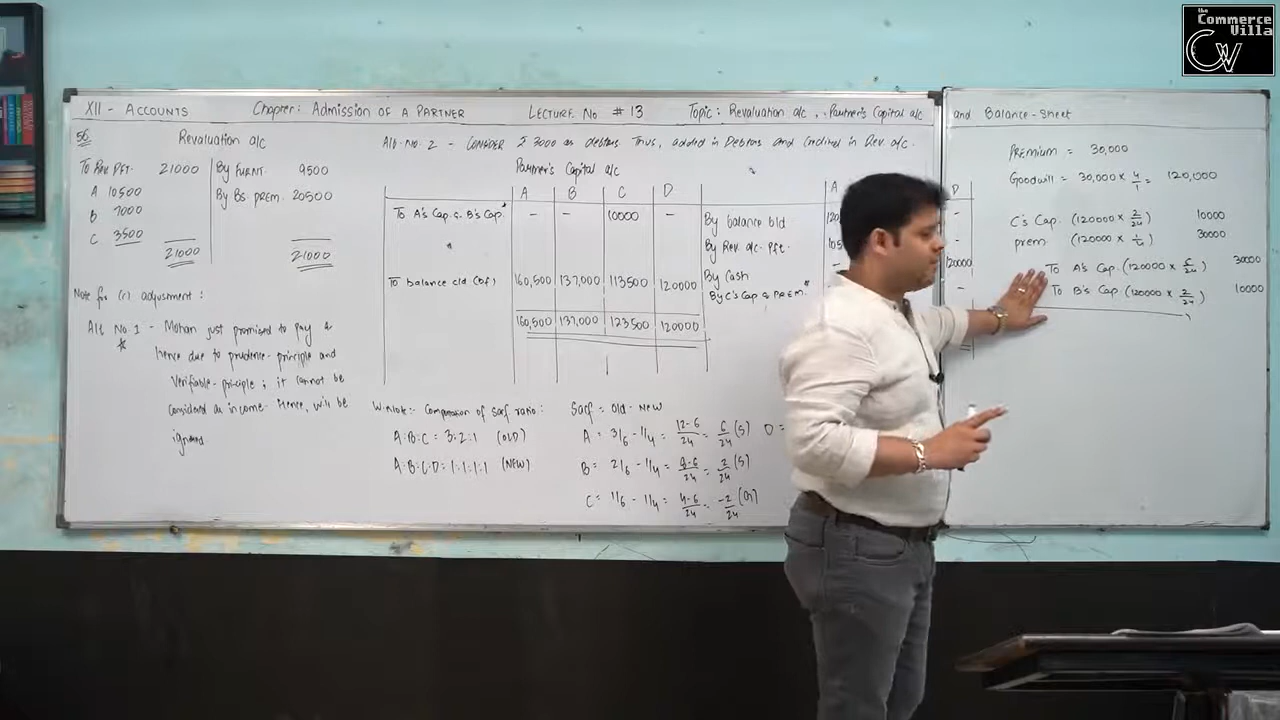 the Commerce Villa
CV
XII - ACCOUNTS Chapter: Admission of A PARTNER LECTURE No # 13 Topic: Revaluation a/c, Partner's Capital a/c and Balance-Sheet
56
Revaluation a/c
To Rev. Pft. 21000 By FURNT. 9500
A 10500 By Bs. PREM. 20500
B 7000
C 3500
21000 21000
Note for (c) adjustment:
Alt No. 1 - Mohan just promised to pay &
hence due to prudence-principle and
Verifiable-principle; it cannot be
considered as income. Hence, will be
ignored
Alt. No. 2 - CONSIDER 3000 as debtors Thus, added in Debtors and credited in Rev. a/c.
Partner's Capital a/c
A B C D A D
To A's Cap. & B's Cap. - - 10000 - By balance b/d -
By Rev. a/c - Pft. -
By Cash - 120000
To balance c/d (bf) 160,500 137,000 113500 120000 By C's Cap & PREM. -
160,500 137,000 123500 120000
W.Note:- Computation of sacf ratio:
A:B:C = 3:2:1 (OLD)
A:B:C:D = 1:1:1:1 (NEW)
Sacf = Old - New
A = 3/6 - 1/4 = 12-6/24 = 6/24 (S) D =
B = 2/6 - 1/4 = 8-6/24 = 2/24 (S)
C = 1/6 - 1/4 = 4-6/24 = -2/24 (G)
PREMIUM = 30,000
Goodwill = 30,000 × 4/1 = 120,000
C's Cap. (120000 × 2/24) 10000
prem. (120000 × 1/4) 30000
To A's Cap. (120000 × 6/24) 30000
To B's Cap. (120000 × 2/24) 10000